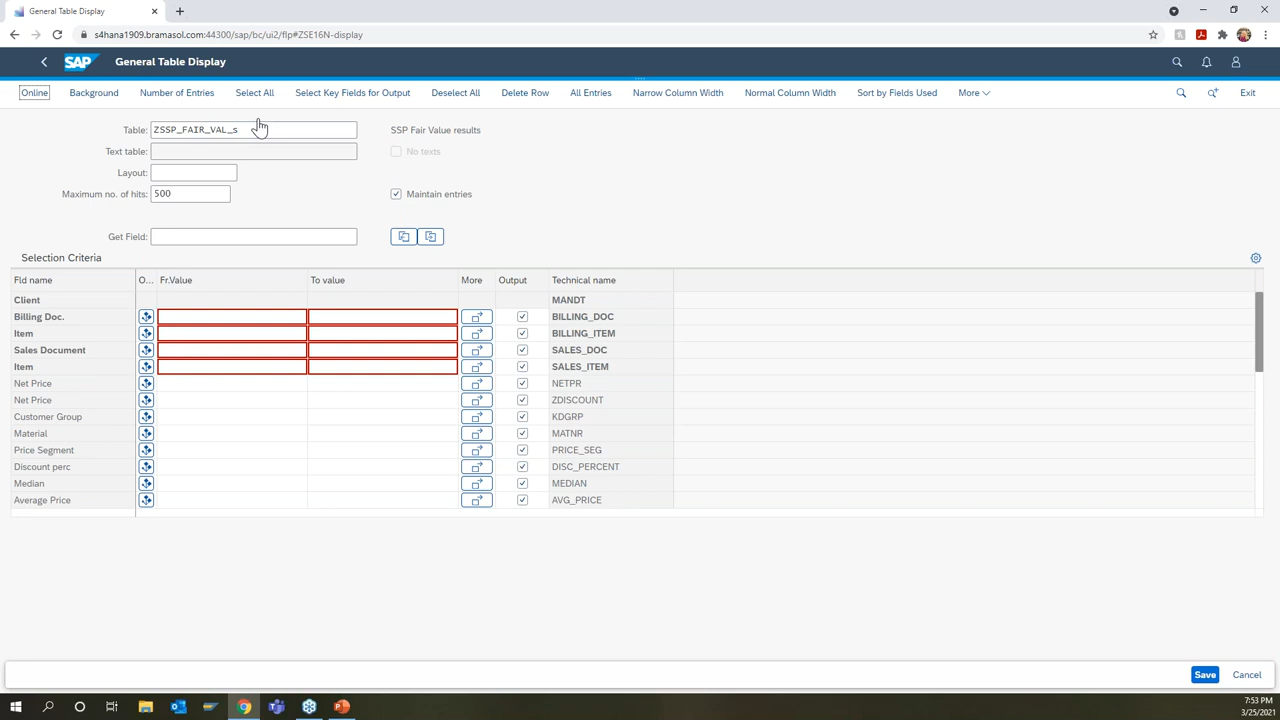 General Table Display
s4hana1909.bramasol.com:44300/sap/bc/ui2/flp#ZSE16N-display
SAP General Table Display
Online Background Number of Entries Select All Select Key Fields for Output Deselect All Delete Row All Entries Narrow Column Width Normal Column Width Sort by Fields Used More Exit
Table: ZSSP_FAIR_VAL_s SSP Fair Value results
Text table: No texts
Layout:
Maximum no. of hits: 500 Maintain entries
Get Field:
Selection Criteria
Fld name O... Fr.Value To value More Output Technical name
Client MANDT
Billing Doc. BILLING_DOC
Item BILLING_ITEM
Sales Document SALES_DOC
Item SALES_ITEM
Net Price NETPR
Net Price ZDISCOUNT
Customer Group KDGRP
Material MATNR
Price Segment PRICE_SEG
Discount perc DISC_PERCENT
Median MEDIAN
Average Price AVG_PRICE
Save Cancel
7:53 PM
3/25/2021